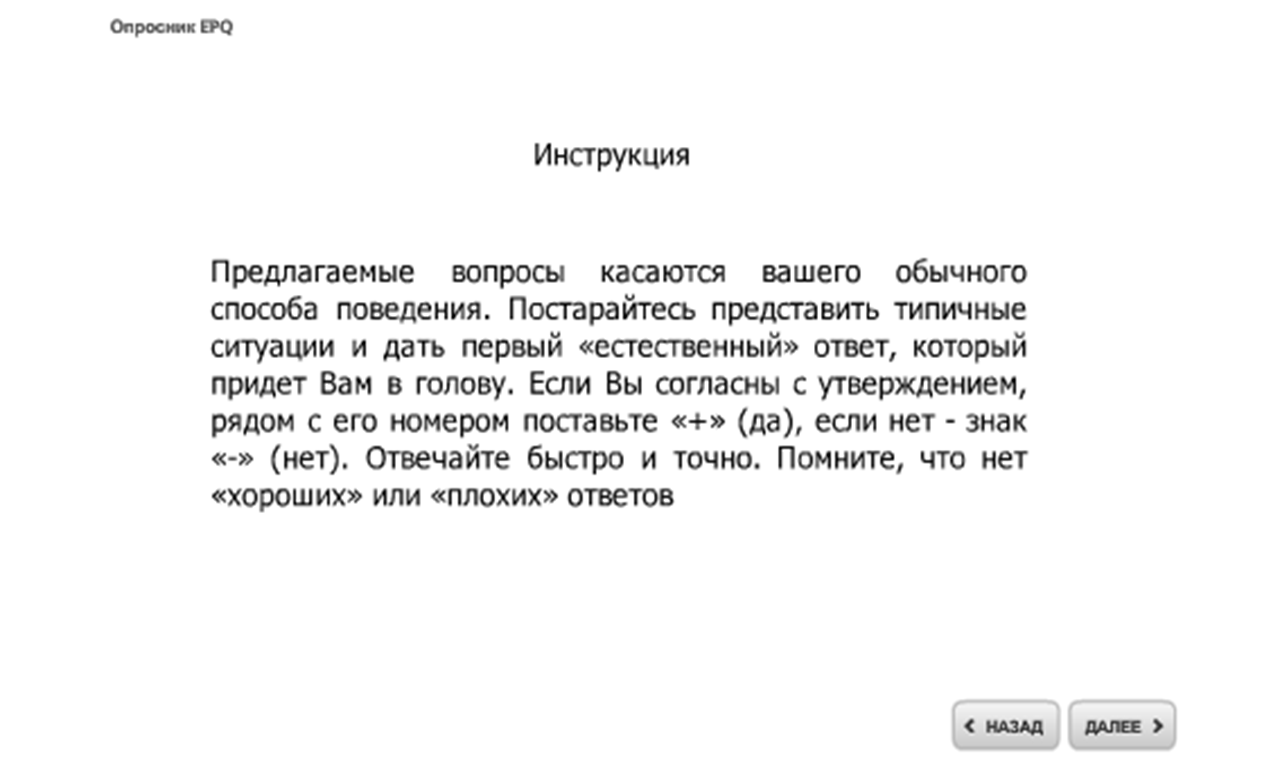 Опросник EPQ
Инструкция
Предлагаемые вопросы касаются вашего обычного
способа поведения. Постарайтесь представить типичные
ситуации и дать первый «естественный» ответ, который
придет Вам в голову. Если Вы согласны с утверждением,
рядом с его номером поставьте «+» (да), если нет - знак
«-» (нет). Отвечайте быстро и точно. Помните, что нет
«хороших» или «плохих» ответов
НАЗАД ДАЛЕЕ